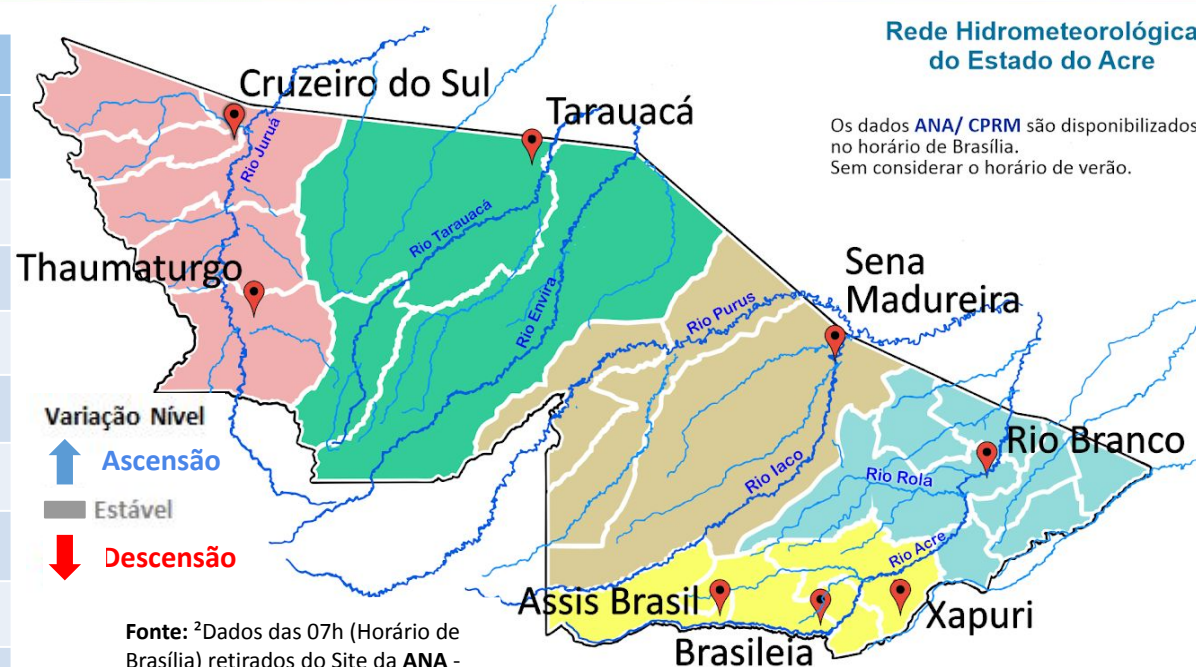 Rede Hidrometeorológica
do Estado do Acre
Os dados ANA/ CPRM são disponibilizados
no horário de Brasília.
Sem considerar o horário de verão.
Cruzeiro do Sul
Tarauacá
Rio Juruá
Rio Tarauacá
Thaumaturgo
Rio Envira
Sena
Madureira
Rio Purus
Variação Nível
Ascensão
Estável
Descensão
Rio Branco
Rio Iaco
Rio Rola
Rio Acre
Assis Brasil
Xapuri
Brasileia
Fonte: ²Dados das 07h (Horário de
Brasília) retirados do Site da ANA -